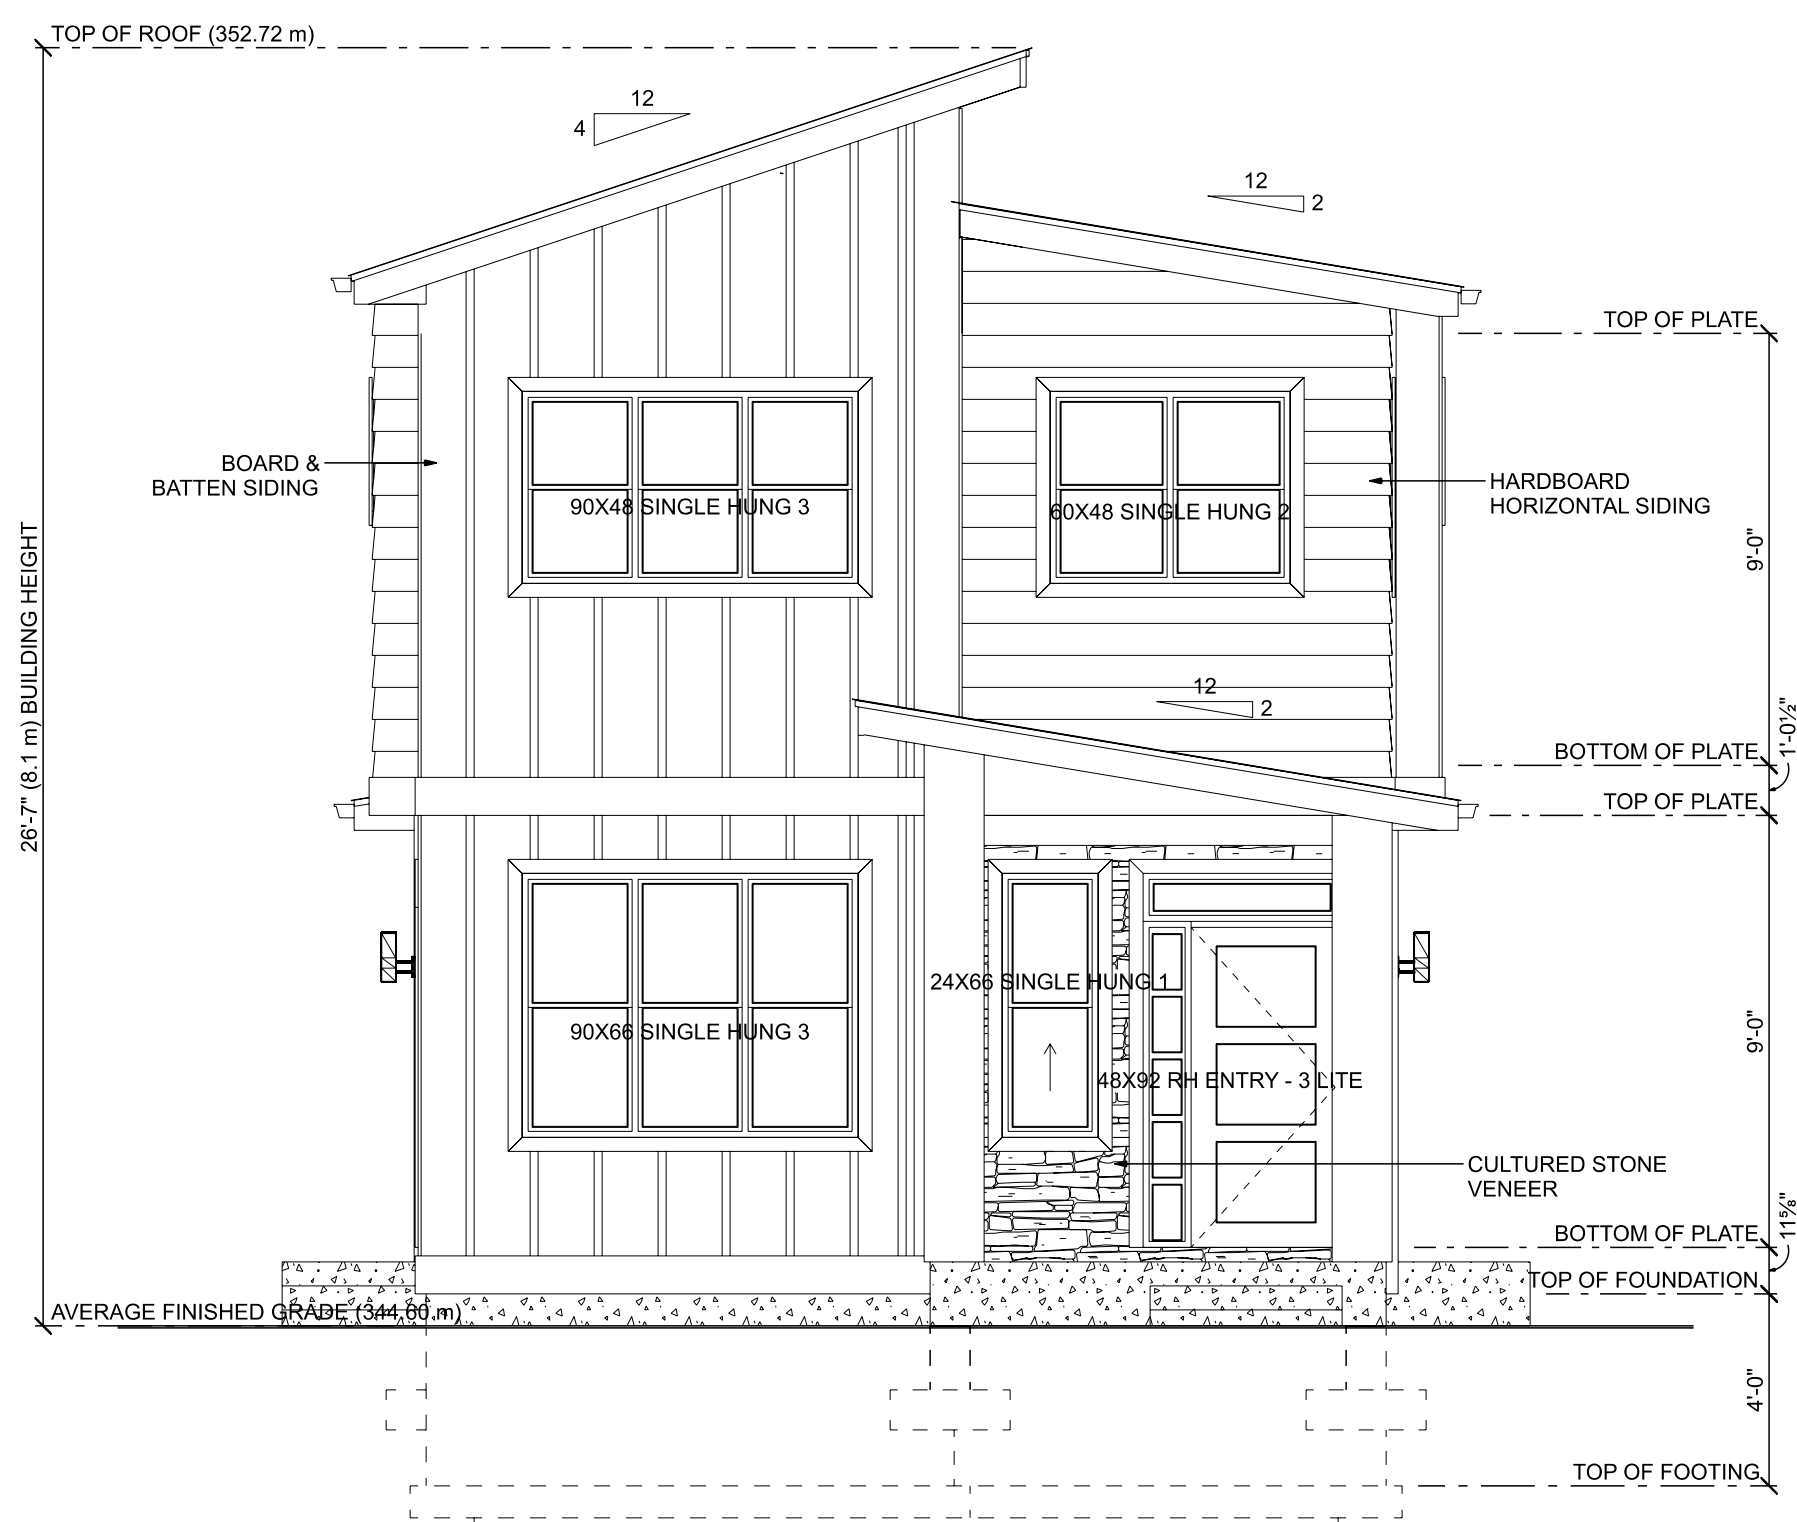 TOP OF ROOF (352.72 m)
12
4
12
2
TOP OF PLATE
BOARD &
BATTEN SIDING
HARDBOARD
HORIZONTAL SIDING
90X48 SINGLE HUNG 3
60X48 SINGLE HUNG 2
9'-0"
26'-7" (8.1 m) BUILDING HEIGHT
12
2
1'-0½"
BOTTOM OF PLATE
TOP OF PLATE
24X66 SINGLE HUNG 1
90X66 SINGLE HUNG 3
9'-0"
48X92 RH ENTRY - 3 LITE
CULTURED STONE
VENEER
11⅝"
BOTTOM OF PLATE
TOP OF FOUNDATION
AVERAGE FINISHED GRADE (344.60 m)
4'-0"
TOP OF FOOTING